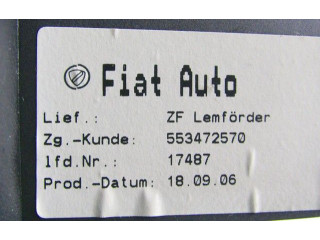 Fiat Auto
Lief.: ZF Lemförder
Zg.-Kunde: 553472570
lfd.Nr.: 17487
Prod.-Datum: 18.09.06